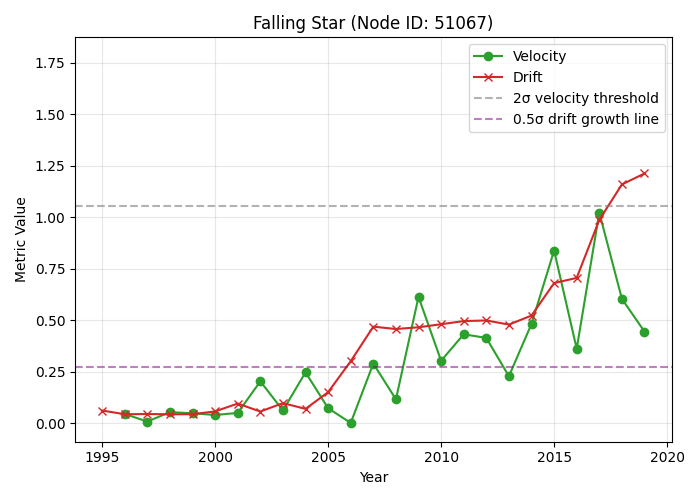 Falling Star (Node ID: 51067)
Velocity
Drift
2σ velocity threshold
0.5σ drift growth line
1.75
1.50
1.25
1.00
0.75
0.50
0.25
0.00
Metric Value
1995
2000
2005
2010
2015
2020
Year